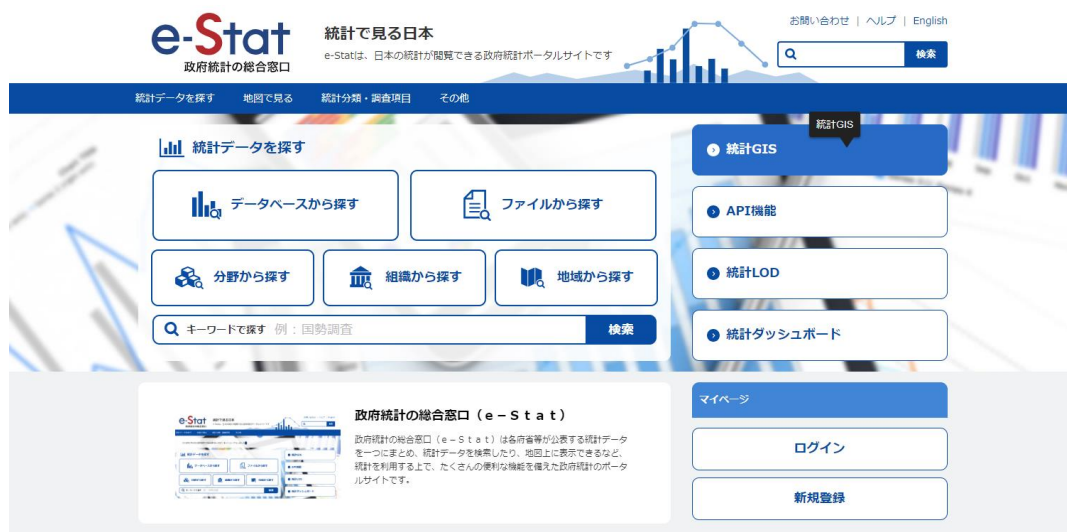 e-Stat
政府統計の総合窓口
統計で見る日本
e-Statは、日本の統計が閲覧できる政府統計ポータルサイトです
お問い合わせ | ヘルプ | English
検索
統計データを探す 地図で見る 統計分類・調査項目 その他
統計GIS
統計データを探す
データベースから探す
ファイルから探す
分野から探す
組織から探す
地域から探す
キーワードで探す 例：国勢調査
検索
統計GIS
API機能
統計LOD
統計ダッシュボード
政府統計の総合窓口（ｅ－Ｓｔａｔ）
政府統計の総合窓口（ｅ－Ｓｔａｔ）は各府省等が公表する統計データ
を一つにまとめ、統計データを検索したり、地図上に表示できるなど、
統計を利用する上で、たくさんの便利な機能を備えた政府統計のポータ
ルサイトです。
マイページ
ログイン
新規登録